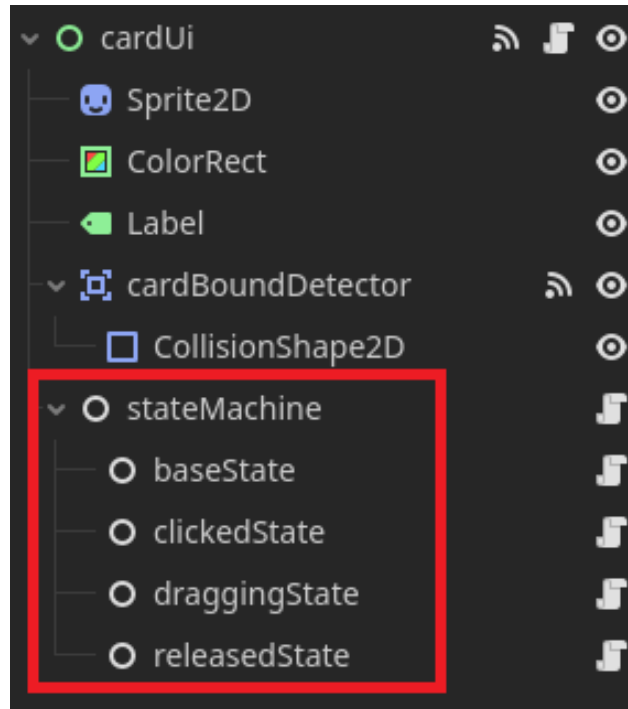 cardUi
Sprite2D
ColorRect
Label
cardBoundDetector
CollisionShape2D
stateMachine
baseState
clickedState
draggingState
releasedState